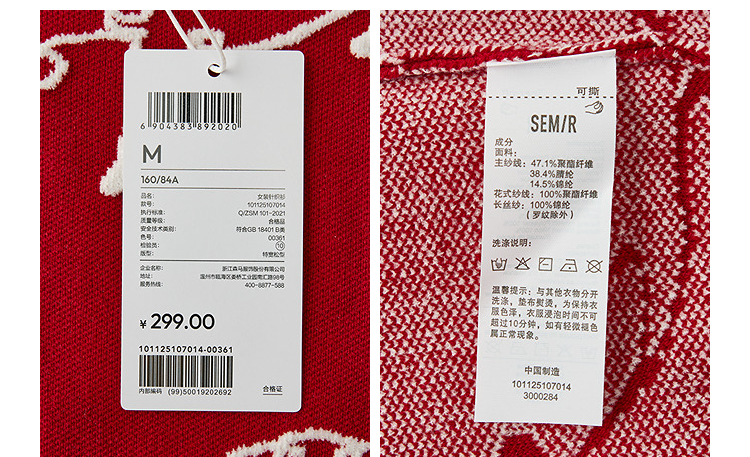 6 904383 892020
M
160/84A
品名: 女装针织衫
款号: 101125107014
执行标准: Q/ZSM 101-2021
质量等级: 合格品
安全技术类别: 符合GB 18401 B类
色号: 00361
检验员: 10
版型: 特宽松型
企业名称: 浙江森马服饰股份有限公司
地址: 温州市瓯海区娄桥工业园南汇路98号
服务热线: 400-8877-588
¥ 299.00
101125107014-00361
内部编码 (99)50019202692
合格证
可撕
SEM/R
成分
面料:
主纱线: 47.1%聚酯纤维
38.4%腈纶
14.5%锦纶
花式纱线: 100%聚酯纤维
长丝纱: 100%锦纶
(罗纹除外)
洗涤说明:
温馨提示: 与其他衣物分开
洗涤, 垫布熨烫, 为保持衣
服色泽, 衣服浸泡时间不可
超过10分钟, 如有轻微褪色
属正常现象。
中国制造
101125107014
3000284